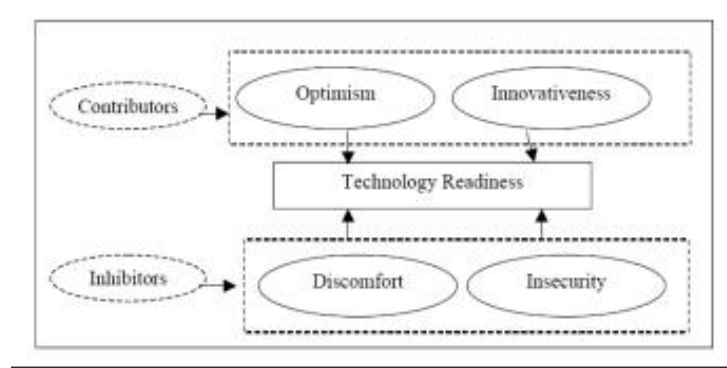 Optimism
Innovativeness
Contributors
Technology Readiness
Inhibitors
Discomfort
Insecurity